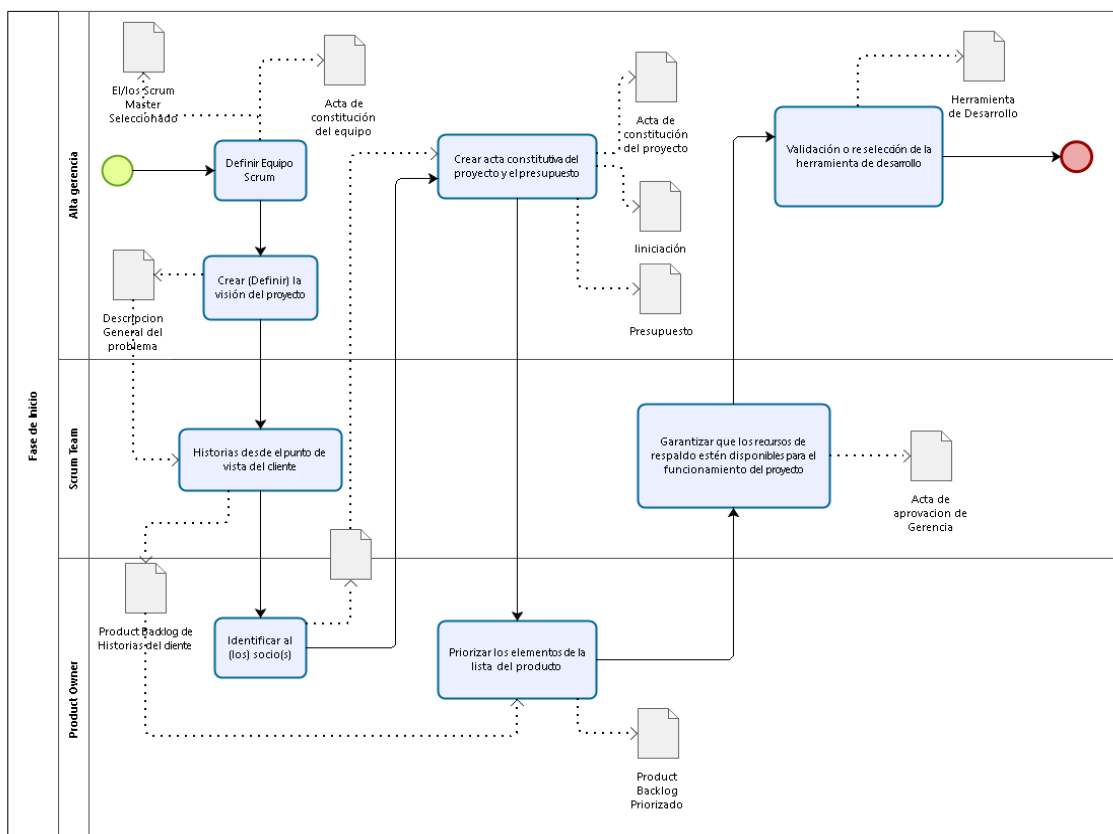 Fase de Inicio
Alta gerencia
El/los Scrum
Master
Seleccionado
Acta de
constitución
del equipo
Definir Equipo
Scrum
Crear (Definir) la
visión del proyecto
Descripcion
General del
problema
Crear acta constitutiva del
proyecto y el presupuesto
Acta de
constitución
del proyecto
Iiniciación
Presupuesto
Validación o re selección de la
herramienta de desarrollo
Herramienta
de Desarrollo
Scrum Team
Historias desde el punto de
vista del cliente
Garantizar que los recursos de
respaldo estén disponibles para el
funcionamiento del proyecto
Acta de
aprovacion de
Gerencia
Product Owner
Product Backlog de
Historias del cliente
Identificar al
(los) socio(s)
Priorizar los elementos de la
lista del producto
Product
Backlog
Priorizado